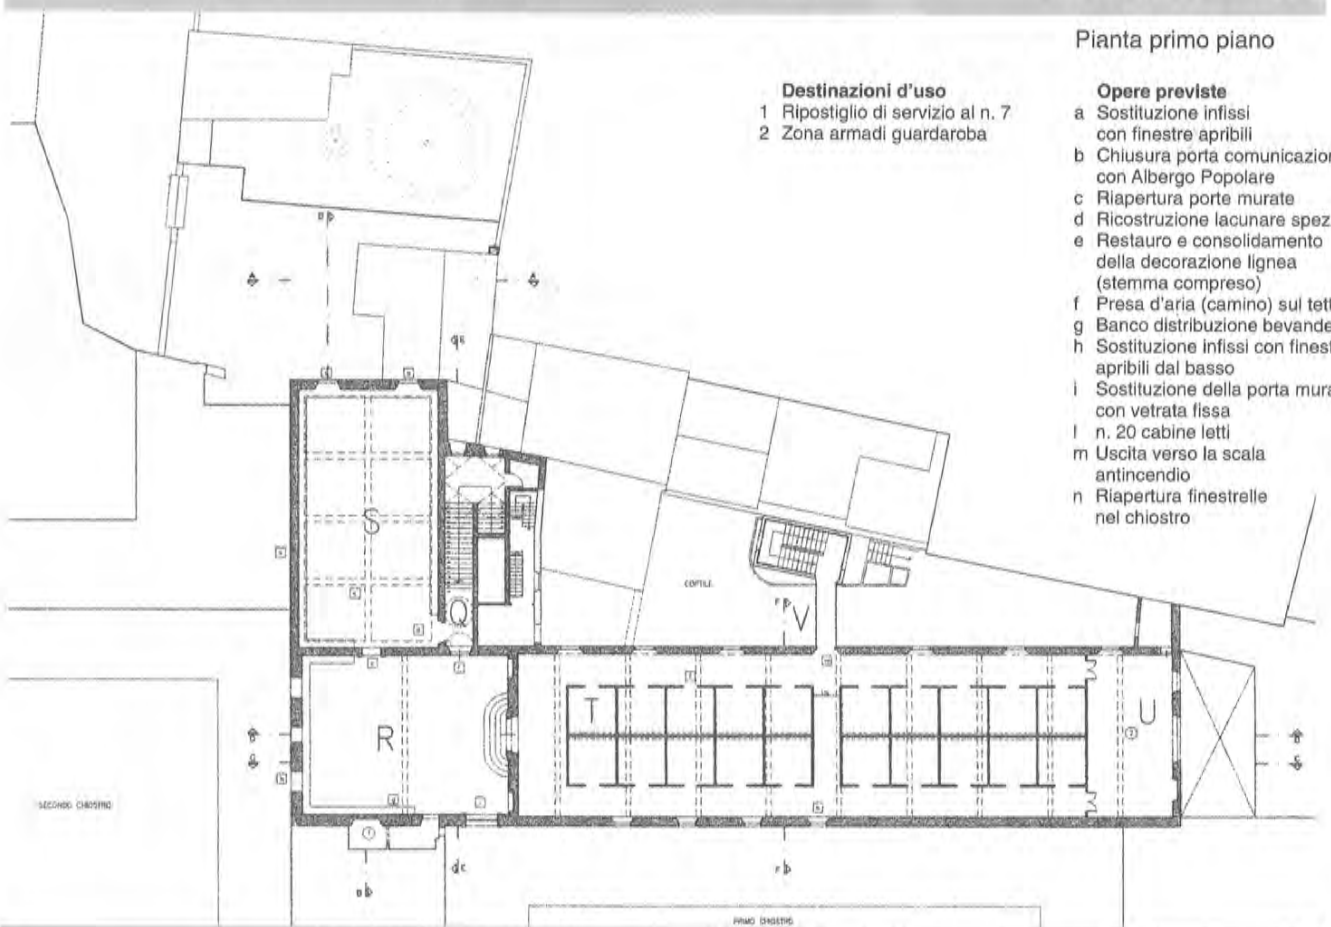 Pianta primo piano
Destinazioni d'uso
1 Ripostiglio di servizio al n. 7
2 Zona armadi guardaroba
Opere previste
a Sostituzione infissi
con finestre apribili
b Chiusura porta comunicazion
con Albergo Popolare
c Riapertura porte murate
d Ricostruzione lacunare spez
e Restauro e consolidamento
della decorazione lignea
(stemma compreso)
f Presa d'aria (camino) sul tett
g Banco distribuzione bevande
h Sostituzione infissi con finest
apribili dal basso
i Sostituzione della porta mura
con vetrata fissa
l n. 20 cabine letti
m Uscita verso la scala
antincendio
n Riapertura finestrelle
nel chiostro
A
A
S
Q
CORTILE
F
V
R
T
U
2
SECONDO CHIOSTRO
1
F
PRIMO CHIOSTRO